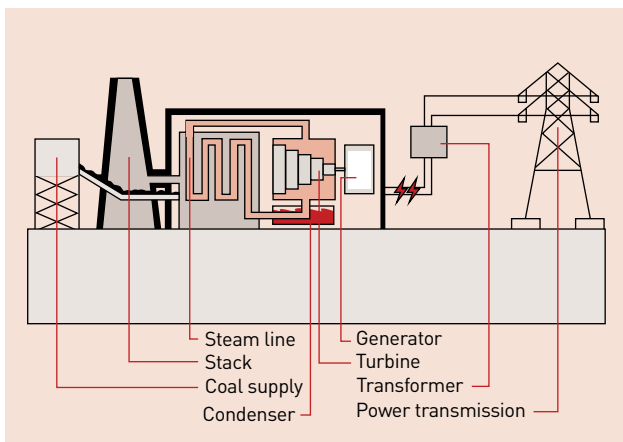 Steam line
Stack
Coal supply
Condenser
Generator
Turbine
Transformer
Power transmission